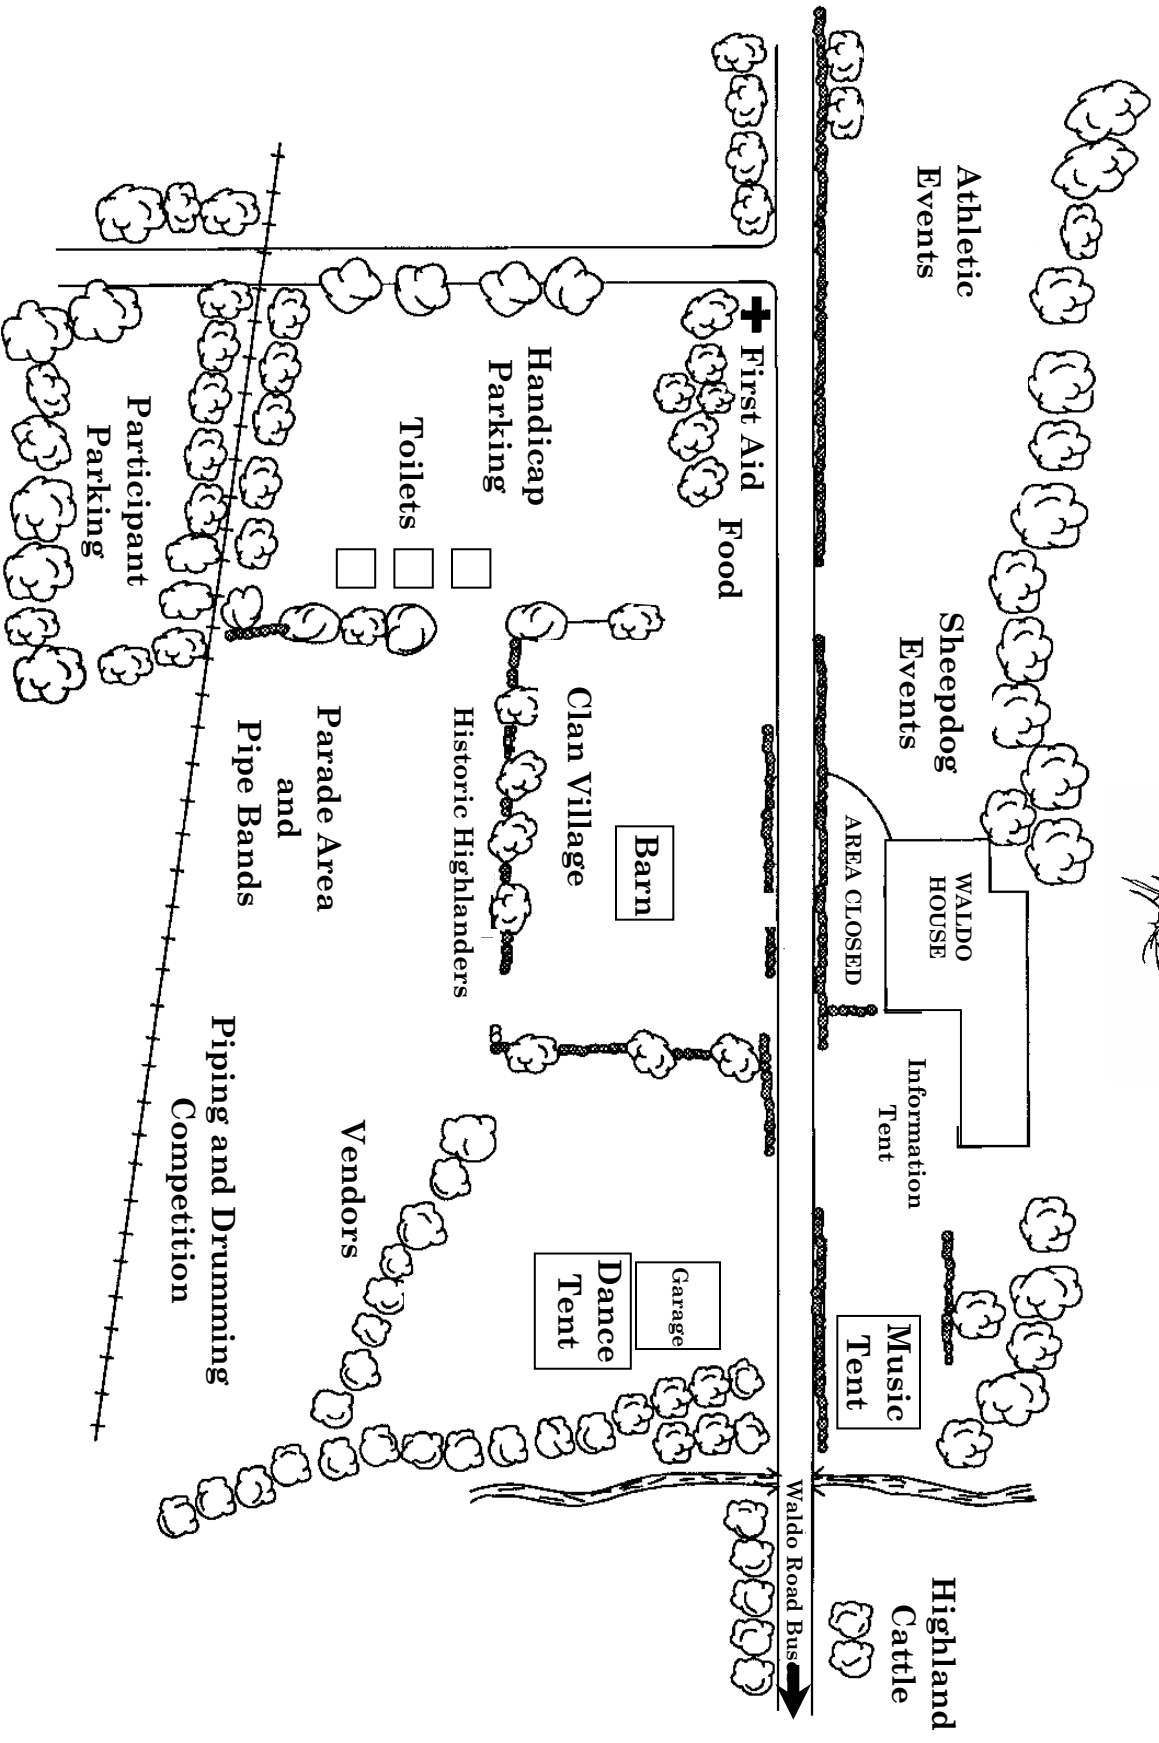 Athletic
Events
Sheepdog
Events
WALDO
HOUSE
AREA CLOSED
Information
Tent
Music
Tent
Highland
Cattle
Waldo Road Bus
First Aid
Food
Handicap
Parking
Toilets
Participant
Parking
Clan Village
Barn
Historic Highlanders
Parade Area
and
Pipe Bands
Garage
Dance
Tent
Vendors
Piping and Drumming
Competition